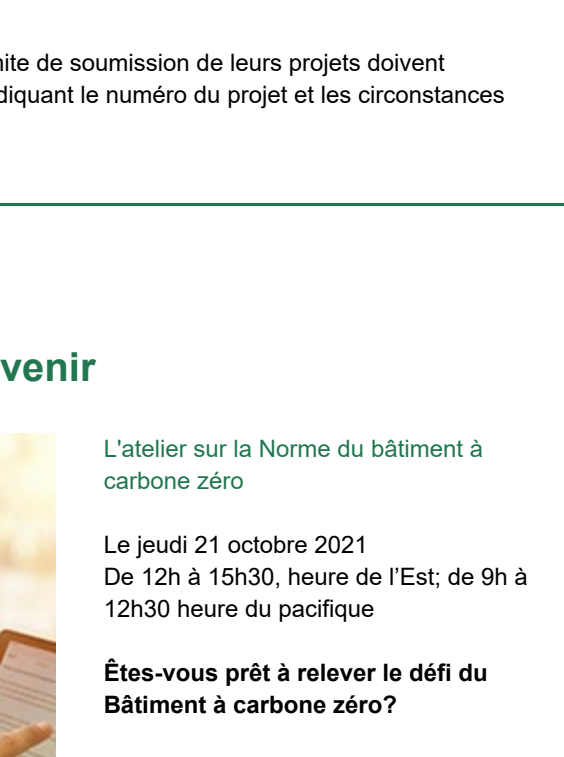 de soumission de leurs projets doivent
le numéro du projet et les circonstances
venir
L'atelier sur la Norme du bâtiment à
carbone zéro
Le jeudi 21 octobre 2021
De 12h à 15h30, heure de l’Est; de 9h à
12h30 heure du pacifique
Êtes-vous prêt à relever le défi du
Bâtiment à carbone zéro?